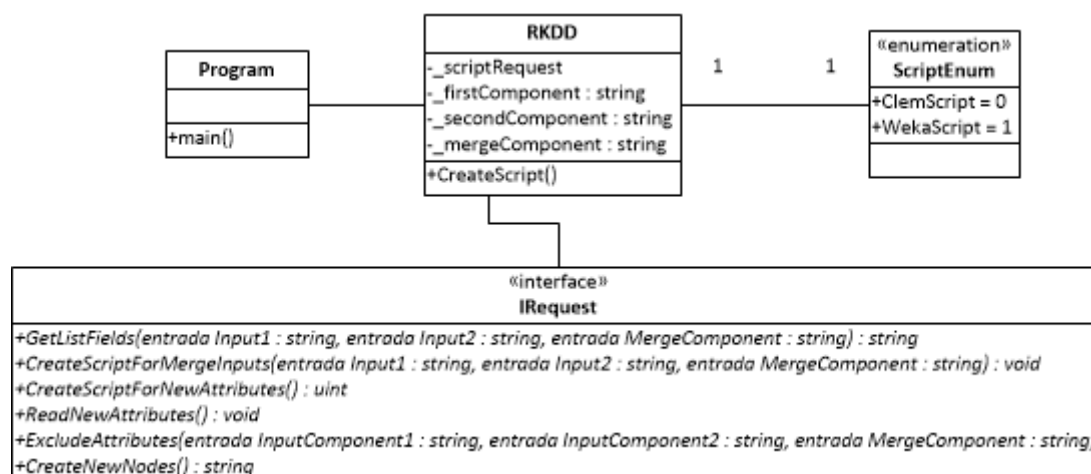 Program
+main()
RKDD
-_scriptRequest
-_firstComponent : string
-_secondComponent : string
-_mergeComponent : string
+CreateScript()
1
1
«enumeration»
ScriptEnum
+ClemScript = 0
+WekaScript = 1
«interface»
IRequest
+GetListFields(entrada Input1 : string, entrada Input2 : string, entrada MergeComponent : string) : string
+CreateScriptForMergeInputs(entrada Input1 : string, entrada Input2 : string, entrada MergeComponent : string) : void
+CreateScriptForNewAttributes() : uint
+ReadNewAttributes() : void
+ExcludeAttributes(entrada InputComponent1 : string, entrada InputComponent2 : string, entrada MergeComponent : string,
+CreateNewNodes() : string